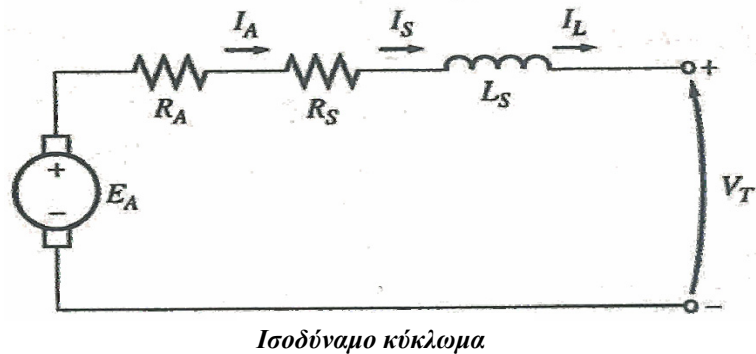 I_A I_S I_L
+
R_A R_S L_S
+
E_A
V_T
−
−
Ισοδύναμο κύκλωμα